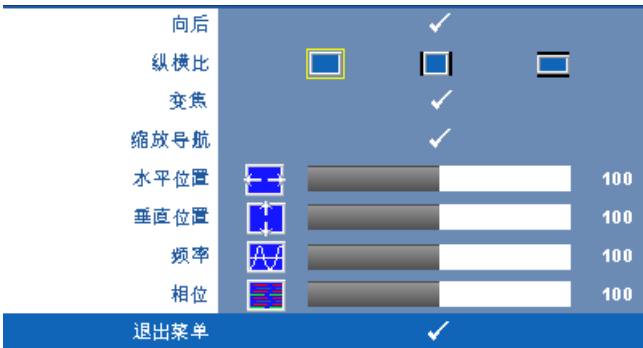 向后
纵横比
变焦
缩放导航
水平位置 100
垂直位置 100
频率 100
相位 100
退出菜单